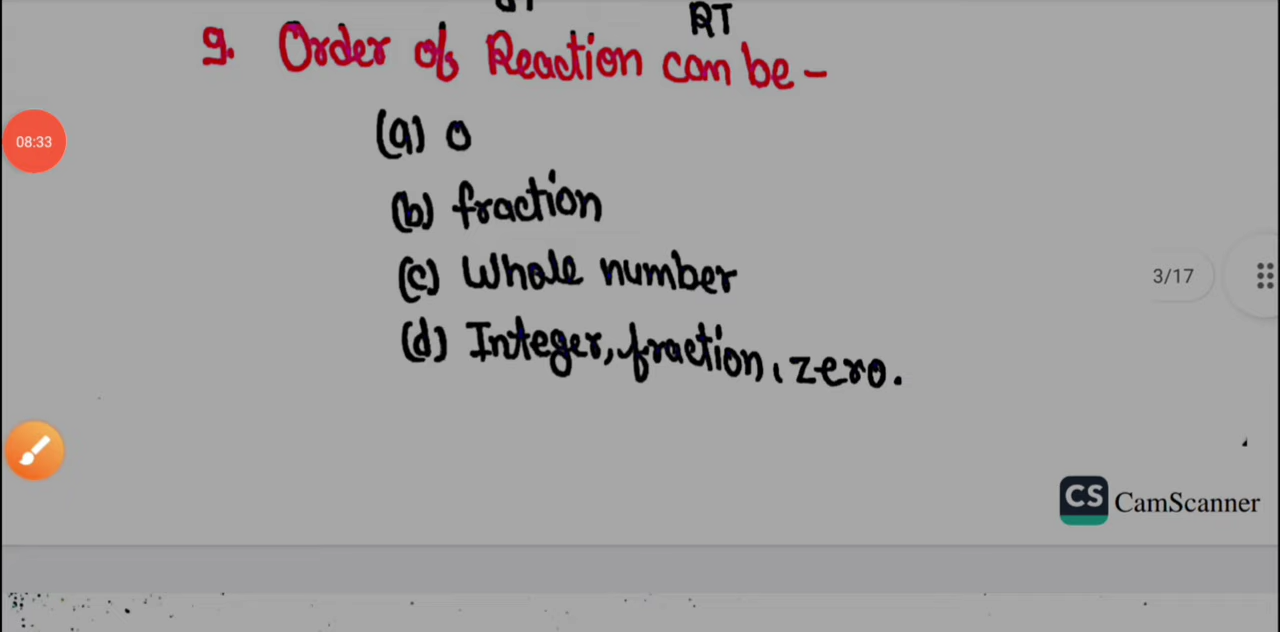 RT
9. Order of Reaction can be -
(a) 0
08:33
(b) fraction
(c) Whole number
3/17
(d) Integer, fraction, zero.
CS CamScanner